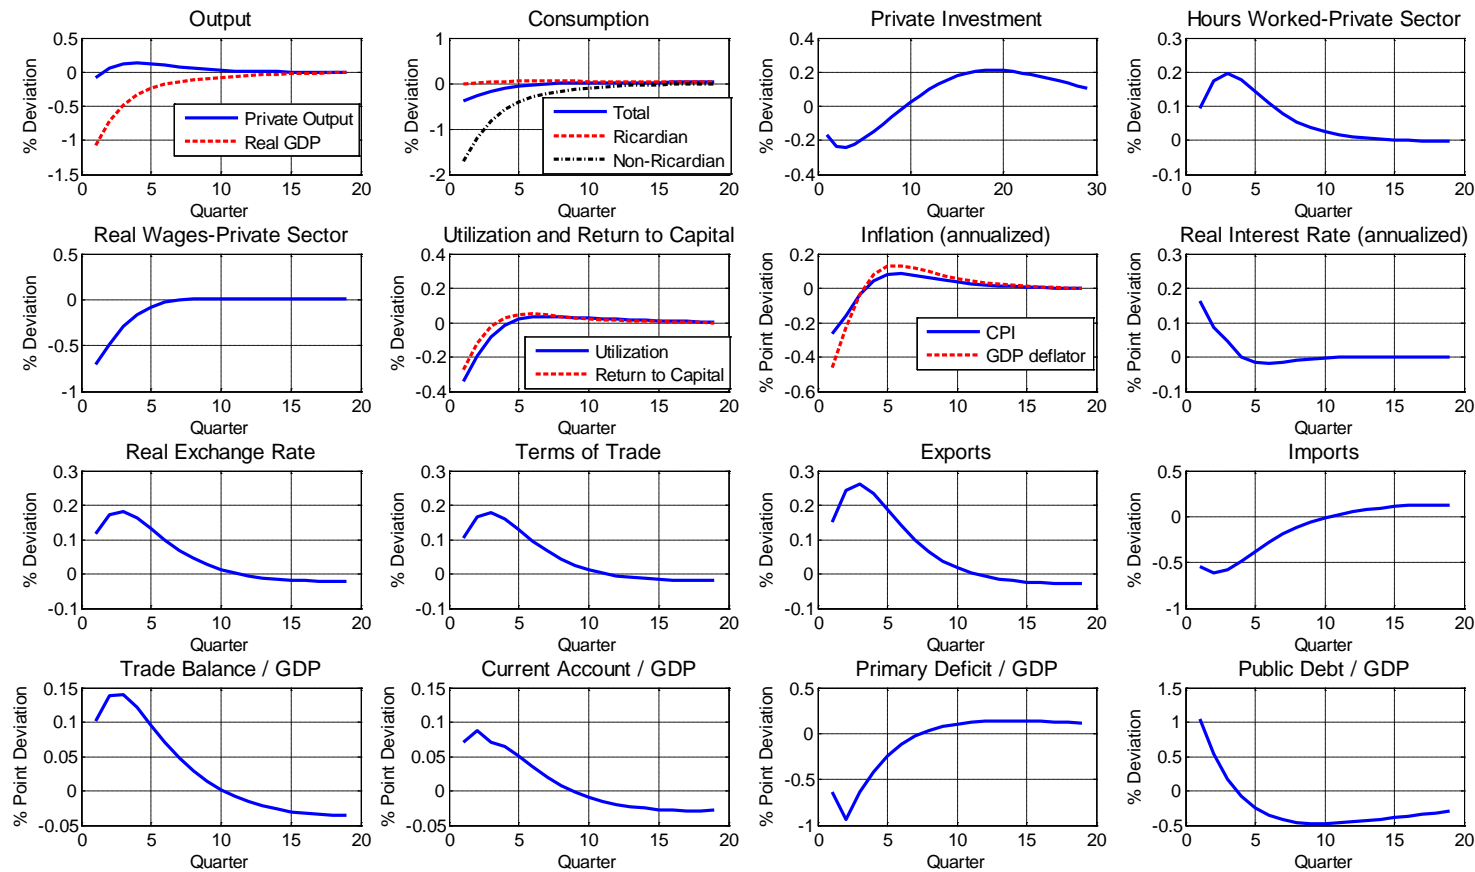 Output
% Deviation
0.5
0
-0.5
-1
-1.5
Private Output
Real GDP
0 5 10 15 20
Quarter
Consumption
% Deviation
1
0
-1
-2
Total
Ricardian
Non-Ricardian
0 5 10 15 20
Quarter
Private Investment
% Deviation
0.4
0.2
0
-0.2
-0.4
0 10 20 30
Quarter
Hours Worked-Private Sector
% Deviation
0.3
0.2
0.1
0
-0.1
0 5 10 15 20
Quarter
Real Wages-Private Sector
% Deviation
0.5
0
-0.5
-1
0 5 10 15 20
Quarter
Utilization and Return to Capital
% Deviation
0.4
0.2
0
-0.2
-0.4
Utilization
Return to Capital
0 5 10 15 20
Quarter
Inflation (annualized)
% Point Deviation
0.2
0
-0.2
-0.4
-0.6
CPI
GDP deflator
0 5 10 15 20
Quarter
Real Interest Rate (annualized)
% Point Deviation
0.3
0.2
0.1
0
-0.1
0 5 10 15 20
Quarter
Real Exchange Rate
% Deviation
0.3
0.2
0.1
0
-0.1
0 5 10 15 20
Quarter
Terms of Trade
% Deviation
0.3
0.2
0.1
0
-0.1
0 5 10 15 20
Quarter
Exports
% Deviation
0.3
0.2
0.1
0
-0.1
0 5 10 15 20
Quarter
Imports
% Deviation
0.5
0
-0.5
-1
0 5 10 15 20
Quarter
Trade Balance / GDP
% Point Deviation
0.15
0.1
0.05
0
-0.05
0 5 10 15 20
Quarter
Current Account / GDP
% Point Deviation
0.15
0.1
0.05
0
-0.05
0 5 10 15 20
Quarter
Primary Deficit / GDP
% Point Deviation
0.5
0
-0.5
-1
0 5 10 15 20
Quarter
Public Debt / GDP
% Deviation
1.5
1
0.5
0
-0.5
0 5 10 15 20
Quarter